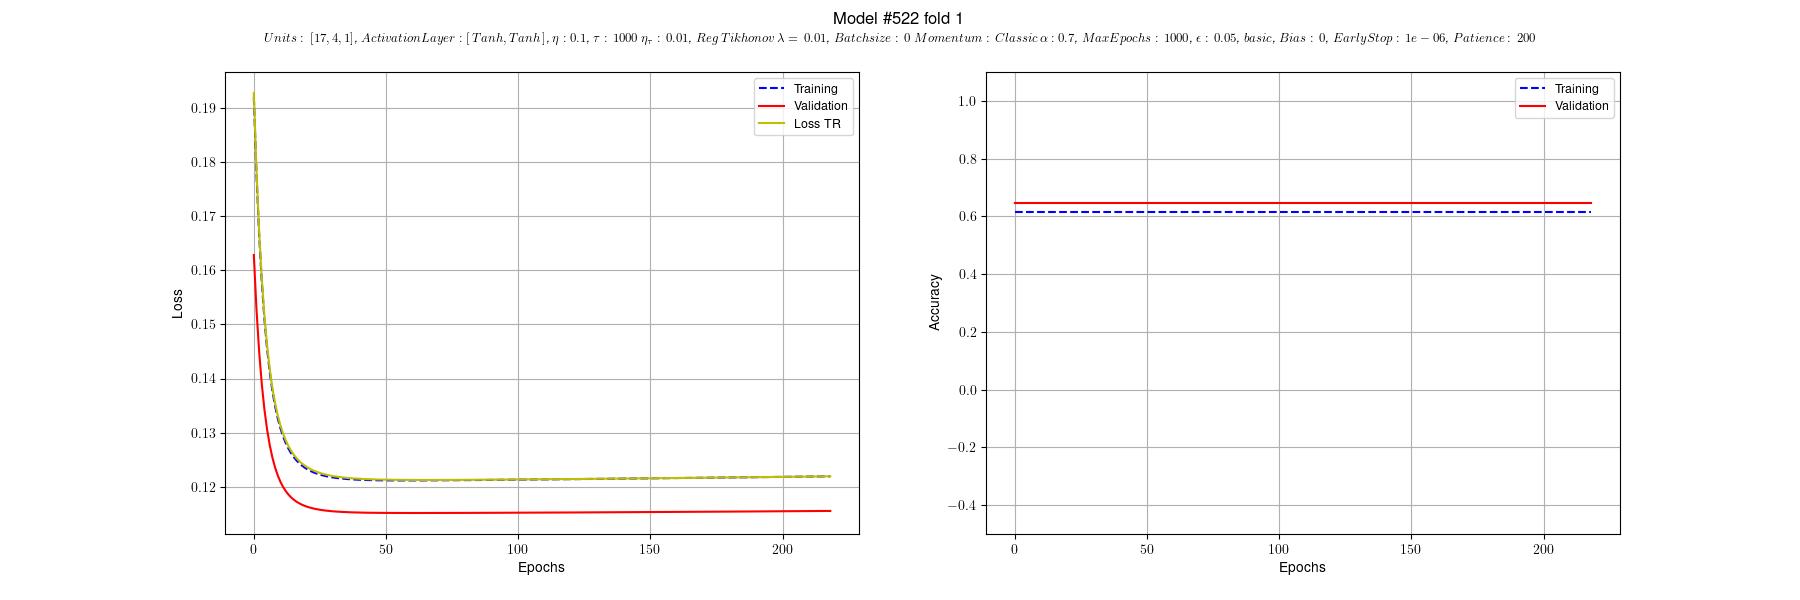 Model #522 fold 1
Units : [17, 4, 1], ActivationLayer : [Tanh, Tanh], η : 0.1, τ : 1000 ητ : 0.01, Reg Tikhonov λ = 0.01, Batchsize : 0 Momentum : Classic α : 0.7, MaxEpochs : 1000, ϵ : 0.05, basic, Bias : 0, EarlyStop : 1e − 06, Patience : 200
Training
Validation
Loss TR
0.19
0.18
0.17
0.16
0.15
0.14
0.13
0.12
Loss
0
50
100
150
200
Epochs
Training
Validation
1.0
0.8
0.6
0.4
0.2
0.0
−0.2
−0.4
Accuracy
0
50
100
150
200
Epochs